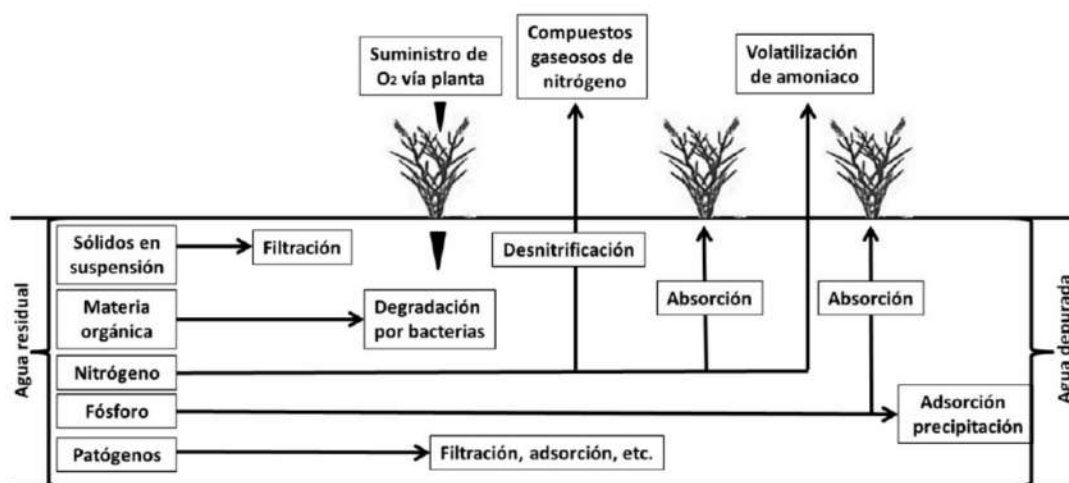 Suministro de
O₂ vía planta
Compuestos
gaseosos de
nitrógeno
Volatilización
de amoniaco
Agua residual
Sólidos en
suspensión
Filtración
Desnitrificación
Materia
orgánica
Degradación
por bacterias
Absorción
Absorción
Nitrógeno
Fósforo
Adsorción
precipitación
Patógenos
Filtración, adsorción, etc.
Agua depurada